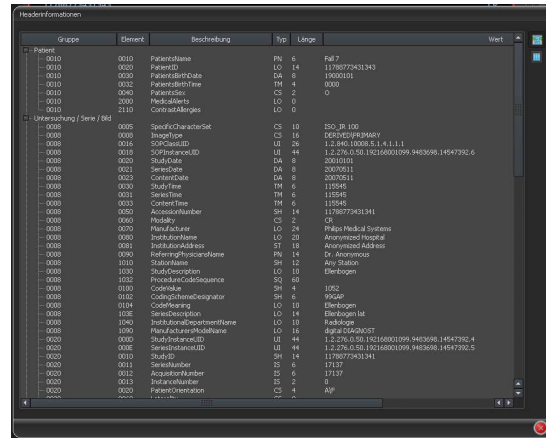 Headerinformationen
Gruppe Element Beschreibung Typ Länge Wert
Patient
0010 0010 PatientsName PN 6 Fall 7
0010 0020 PatientID LO 14 11788773431343
0010 0030 PatientsBirthDate DA 8 19000101
0010 0032 PatientsBirthTime TM 4 0000
0010 0040 PatientsSex CS 2 O
0010 2000 MedicalAlerts LO 0
0010 2110 ContrastAllergies LO 0
Untersuchung / Serie / Bild
0008 0005 SpecificCharacterSet CS 10 ISO_IR 100
0008 0008 ImageType CS 16 DERIVED\PRIMARY
0008 0016 SOPClassUID UI 26 1.2.840.10008.5.1.4.1.1.1
0008 0018 SOPInstanceUID UI 44 1.2.276.0.50.192168001099.9483698.14547392.6
0008 0020 StudyDate DA 8 20010101
0008 0021 SeriesDate DA 8 20070511
0008 0023 ContentDate DA 8 20070511
0008 0030 StudyTime TM 6 115545
0008 0031 SeriesTime TM 6 115545
0008 0033 ContentTime TM 6 115545
0008 0050 AccessionNumber SH 14 11788773431341
0008 0060 Modality CS 2 CR
0008 0070 Manufacturer LO 24 Philips Medical Systems
0008 0080 InstitutionName LO 20 Anonymized Hospital
0008 0081 InstitutionAddress ST 18 Anonymized Address
0008 0090 ReferringPhysiciansName PN 14 Dr. Anonymous
0008 1010 StationName SH 12 Any Station
0008 1030 StudyDescription LO 10 Ellenbogen
0008 1032 ProcedureCodeSequence SQ 60
0008 0100 CodeValue SH 4 1052
0008 0102 CodingSchemeDesignator SH 6 99GAP
0008 0104 CodeMeaning LO 10 Ellenbogen
0008 103E SeriesDescription LO 14 Ellenbogen lat
0008 1040 InstitutionalDepartmentName LO 10 Radiologie
0008 1090 ManufacturersModelName LO 16 digital DIAGNOST
0020 000D StudyInstanceUID UI 44 1.2.276.0.50.192168001099.9483698.14547392.4
0020 000E SeriesInstanceUID UI 44 1.2.276.0.50.192168001099.9483698.14547392.5
0020 0010 StudyID SH 14 11788773431341
0020 0011 SeriesNumber IS 6 17137
0020 0012 AcquisitionNumber IS 6 17137
0020 0013 InstanceNumber IS 2 0
0020 0020 PatientOrientation CS 4 A\F